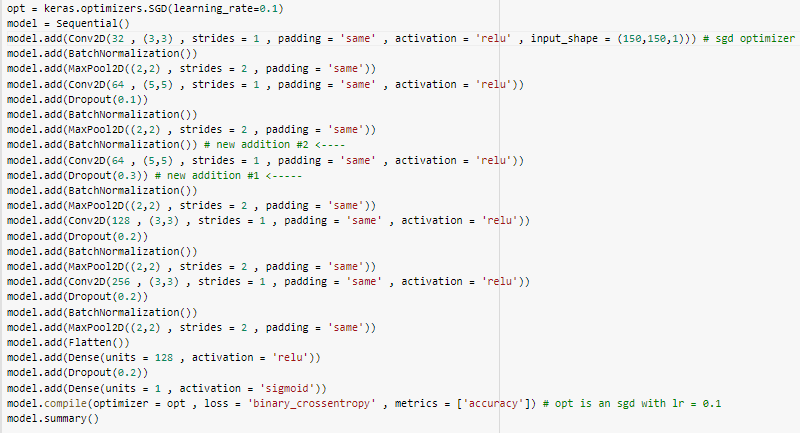 opt = keras.optimizers.SGD(learning_rate=0.1)
model = Sequential()
model.add(Conv2D(32 , (3,3) , strides = 1 , padding = 'same' , activation = 'relu' , input_shape = (150,150,1))) # sgd optimizer
model.add(BatchNormalization())
model.add(MaxPool2D((2,2) , strides = 2 , padding = 'same'))
model.add(Conv2D(64 , (5,5) , strides = 1 , padding = 'same' , activation = 'relu'))
model.add(Dropout(0.1))
model.add(BatchNormalization())
model.add(MaxPool2D((2,2) , strides = 2 , padding = 'same'))
model.add(BatchNormalization()) # new addition #2 <----
model.add(Conv2D(64 , (5,5) , strides = 1 , padding = 'same' , activation = 'relu'))
model.add(Dropout(0.3)) # new addition #1 <-----
model.add(BatchNormalization())
model.add(MaxPool2D((2,2) , strides = 2 , padding = 'same'))
model.add(Conv2D(128 , (3,3) , strides = 1 , padding = 'same' , activation = 'relu'))
model.add(Dropout(0.2))
model.add(BatchNormalization())
model.add(MaxPool2D((2,2) , strides = 2 , padding = 'same'))
model.add(Conv2D(256 , (3,3) , strides = 1 , padding = 'same' , activation = 'relu'))
model.add(Dropout(0.2))
model.add(BatchNormalization())
model.add(MaxPool2D((2,2) , strides = 2 , padding = 'same'))
model.add(Flatten())
model.add(Dense(units = 128 , activation = 'relu'))
model.add(Dropout(0.2))
model.add(Dense(units = 1 , activation = 'sigmoid'))
model.compile(optimizer = opt , loss = 'binary_crossentropy' , metrics = ['accuracy']) # opt is an sgd with lr = 0.1
model.summary()